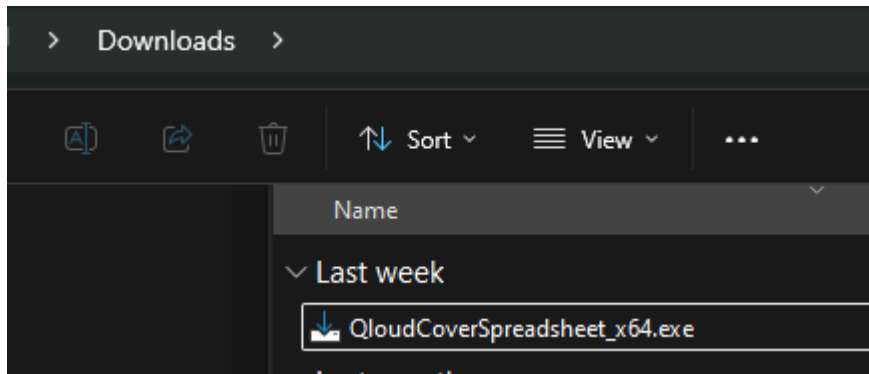 Downloads
Sort
View
Name
Last week
QloudCoverSpreadsheet_x64.exe